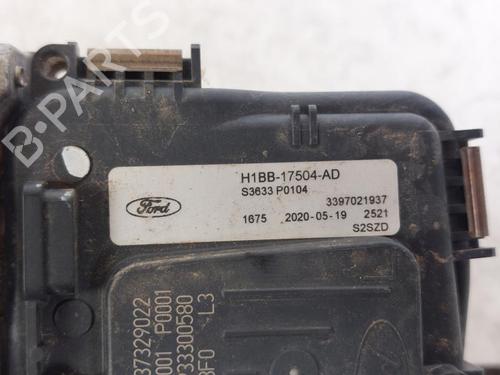 H1BB-17504-AD
S3633 P0104
3397021937
1675 2020-05-19 2521
S2SZD
Ford
37329022
001 P0001
33300580
3F0 L3
B-PARTS